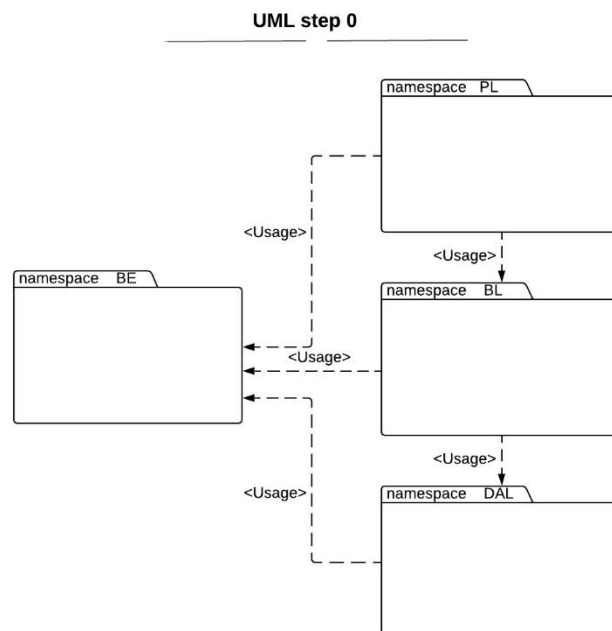 UML step 0
namespace PL
<Usage>
<Usage>
namespace BE
namespace BL
<Usage>
<Usage>
<Usage>
namespace DAL